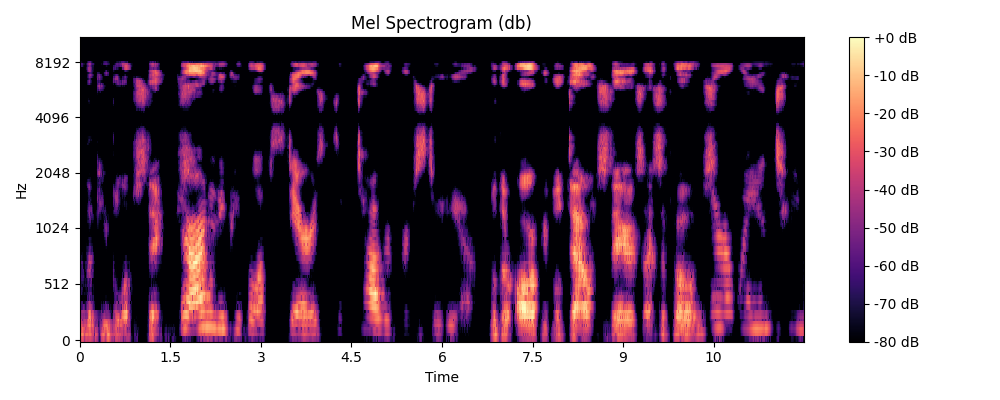 Mel Spectrogram (db)
8192
4096
2048
1024
512
0
Hz
0 1.5 3 4.5 6 7.5 9 10
Time
+0 dB
-10 dB
-20 dB
-30 dB
-40 dB
-50 dB
-60 dB
-70 dB
-80 dB